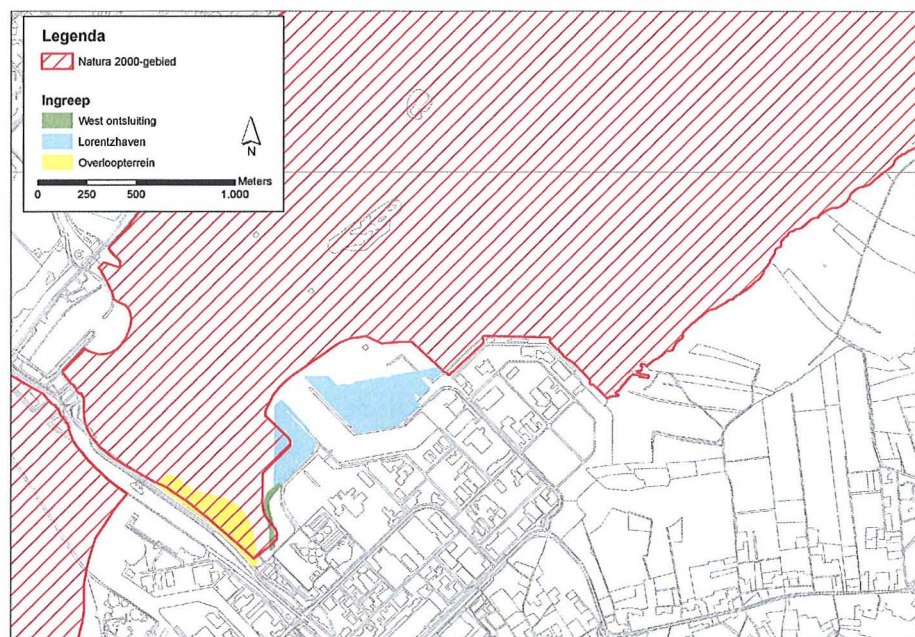 Legenda
Natura 2000-gebied
Ingreep
West ontsluiting
Lorentzhaven
Overloopterrein
N
Meters
0 250 500 1.000